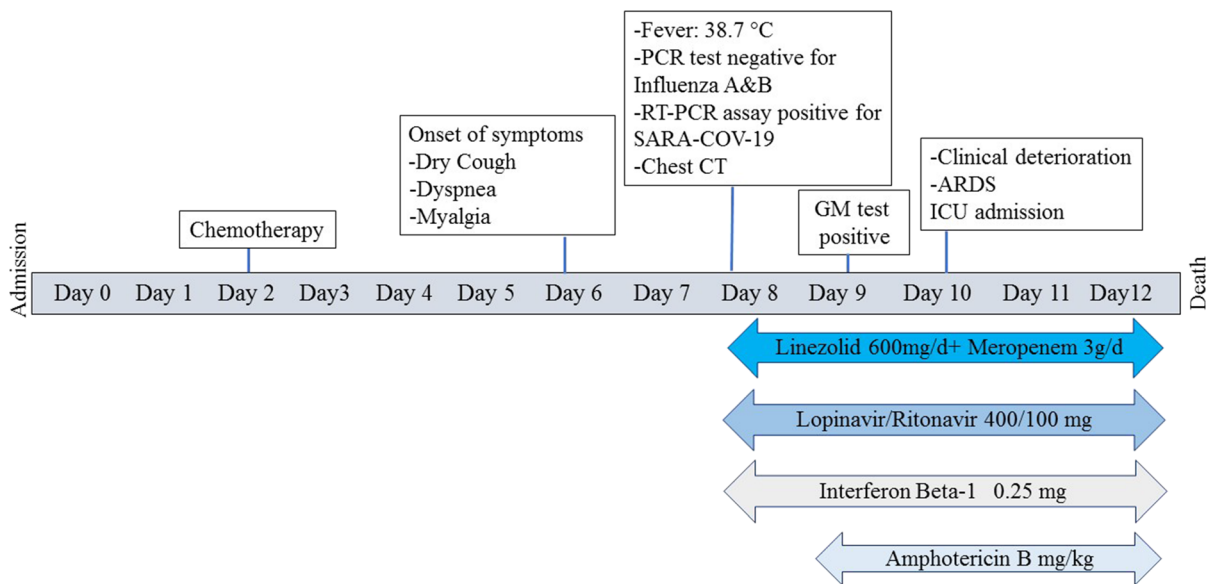 -Fever: 38.7 °C
-PCR test negative for
Influenza A&B
-RT-PCR assay positive for
SARA-COV-19
-Chest CT
Onset of symptoms
-Dry Cough
-Dyspnea
-Myalgia
-Clinical deterioration
-ARDS
ICU admission
Chemotherapy
GM test
positive
Admission
Day 0 Day 1 Day 2 Day3 Day 4 Day 5 Day 6 Day 7 Day 8 Day 9 Day 10 Day 11 Day12
Death
Linezolid 600mg/d+ Meropenem 3g/d
Lopinavir/Ritonavir 400/100 mg
Interferon Beta-1 0.25 mg
Amphotericin B mg/kg